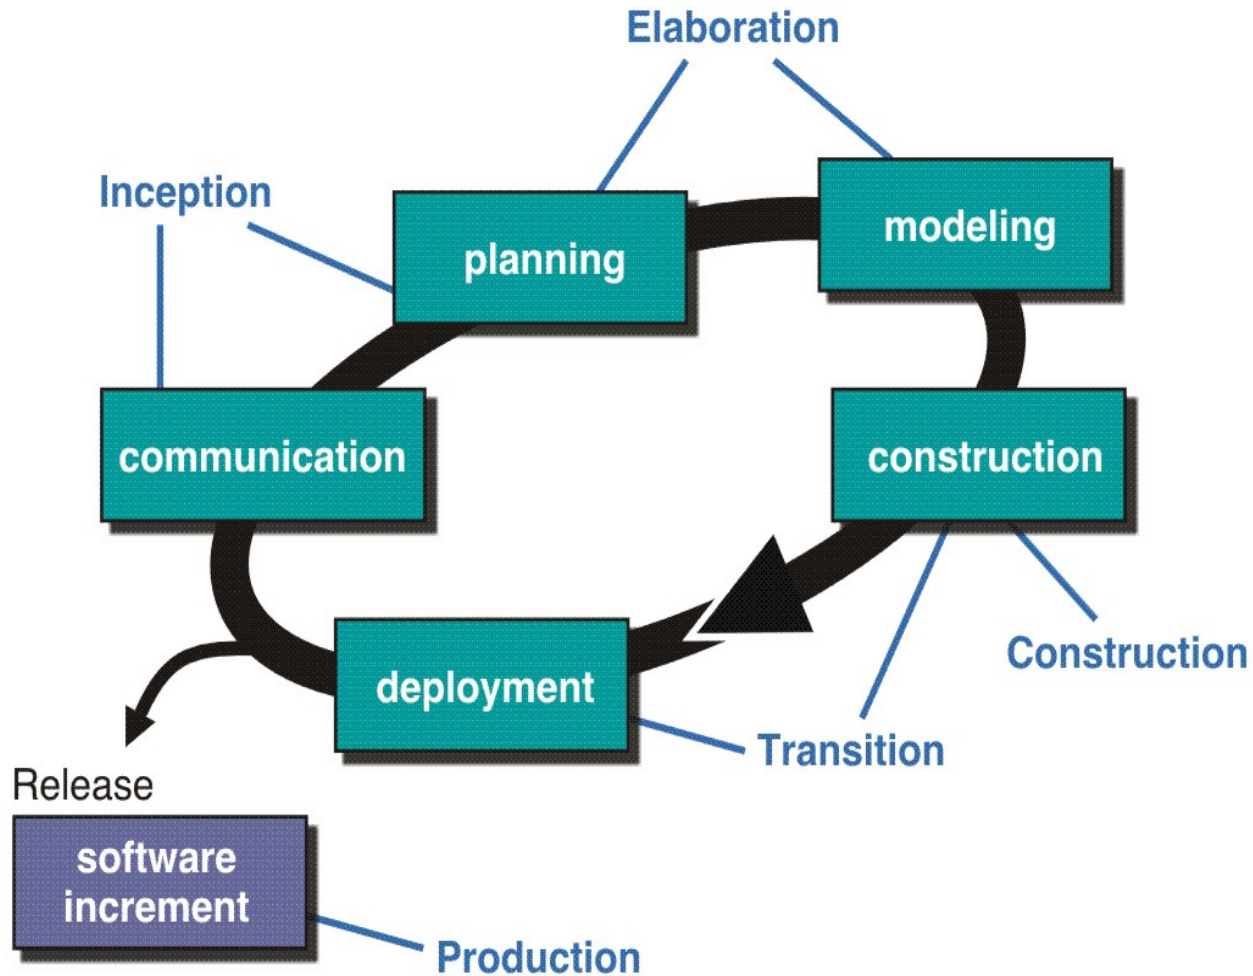 Elaboration
Inception
modeling
planning
communication
construction
Construction
deployment
Transition
Release
software
increment
Production